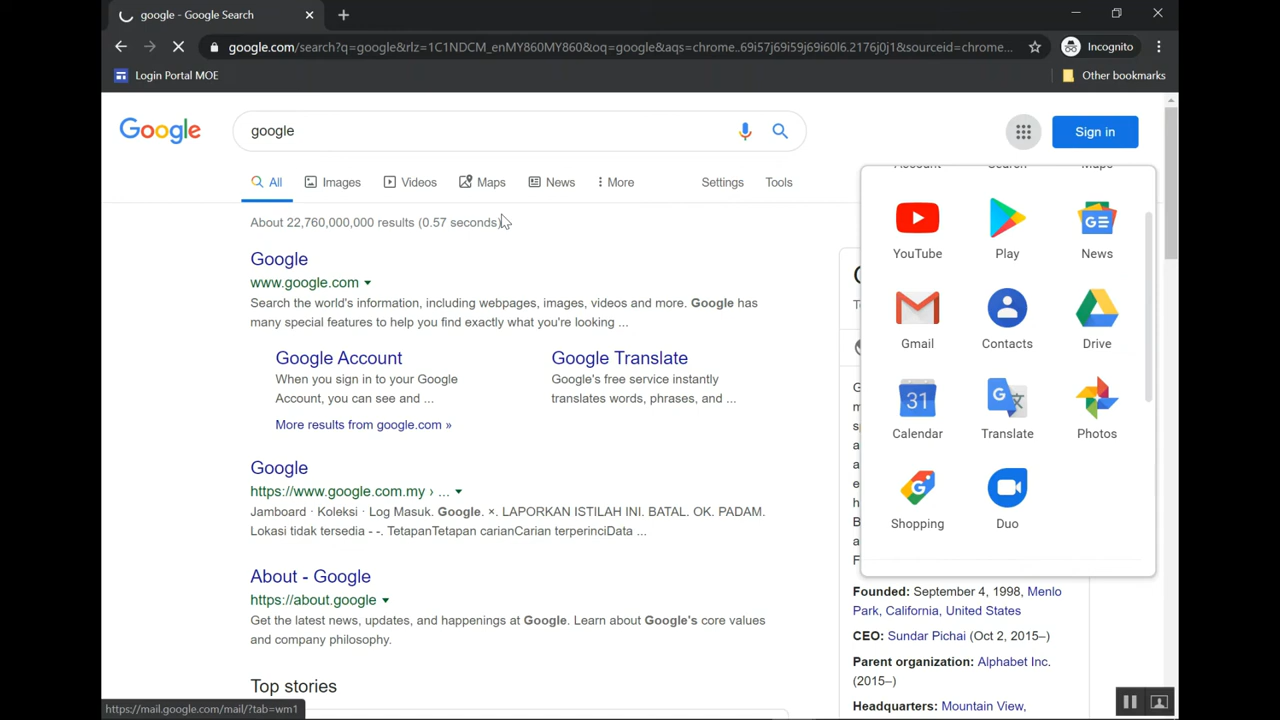 google - Google Search
google.com/search?q=google&rlz=1C1NDCM_enMY860MY860&oq=google&aqs=chrome..69i57j69i59j69i60l6.2176j0j1&sourceid=chrome...
Incognito
Login Portal MOE
Other bookmarks
Google
google
Sign in
All
Images
Videos
Maps
News
More
Settings
Tools
About 22,760,000,000 results (0.57 seconds)
Google
www.google.com
Search the world's information, including webpages, images, videos and more. Google has
many special features to help you find exactly what you're looking ...
Google Account
When you sign in to your Google
Account, you can see and ...
Google Translate
Google's free service instantly
translates words, phrases, and ...
More results from google.com »
Google
https://www.google.com.my › ...
Jamboard · Koleksi · Log Masuk. Google. ×. LAPORKAN ISTILAH INI. BATAL. OK. PADAM.
Lokasi tidak tersedia - -. TetapanTetapan carianCarian terperinciData ...
About - Google
https://about.google
Get the latest news, updates, and happenings at Google. Learn about Google's core values
and company philosophy.
Top stories
YouTube
Play
GE
News
Gmail
Contacts
Drive
31
Calendar
G 文
Translate
Photos
G
Shopping
Duo
Founded: September 4, 1998, Menlo
Park, California, United States
CEO: Sundar Pichai (Oct 2, 2015–)
Parent organization: Alphabet Inc.
(2015–)
Headquarters: Mountain View,
https://mail.google.com/mail/?tab=wm1